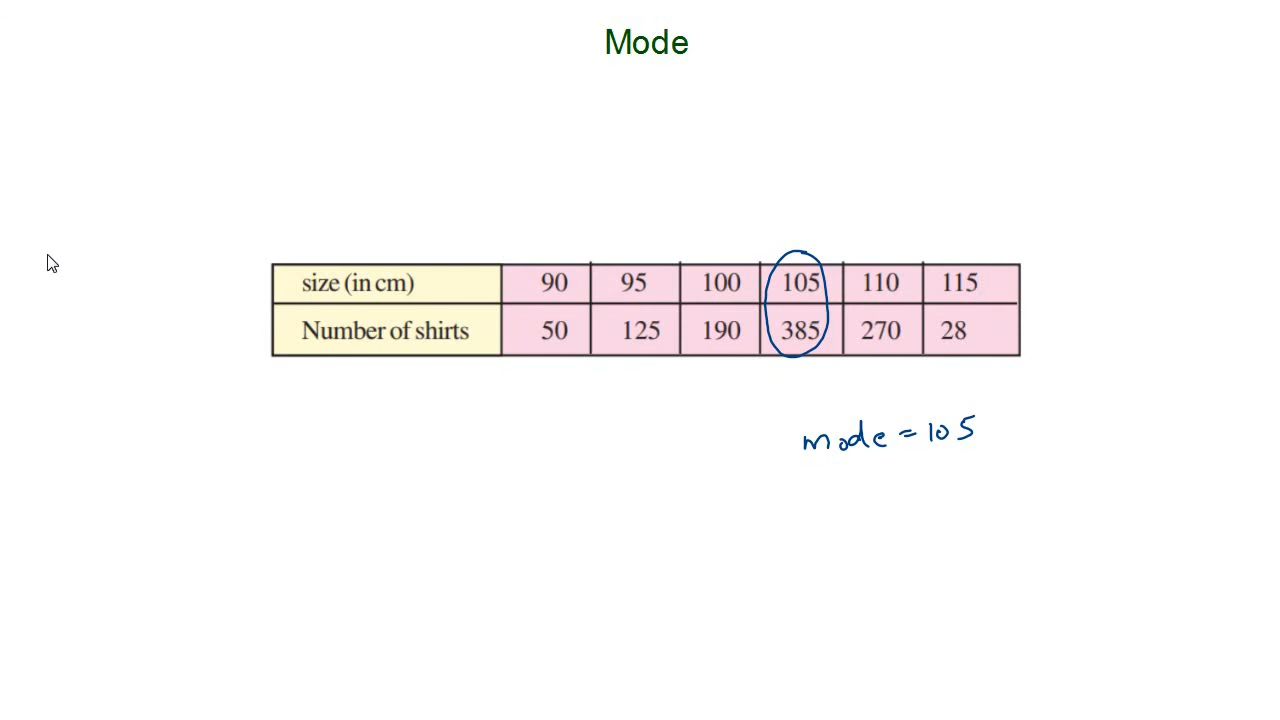 Mode
size (in cm) 90 95 100 105 110 115
Number of shirts 50 125 190 385 270 28
mode = 105